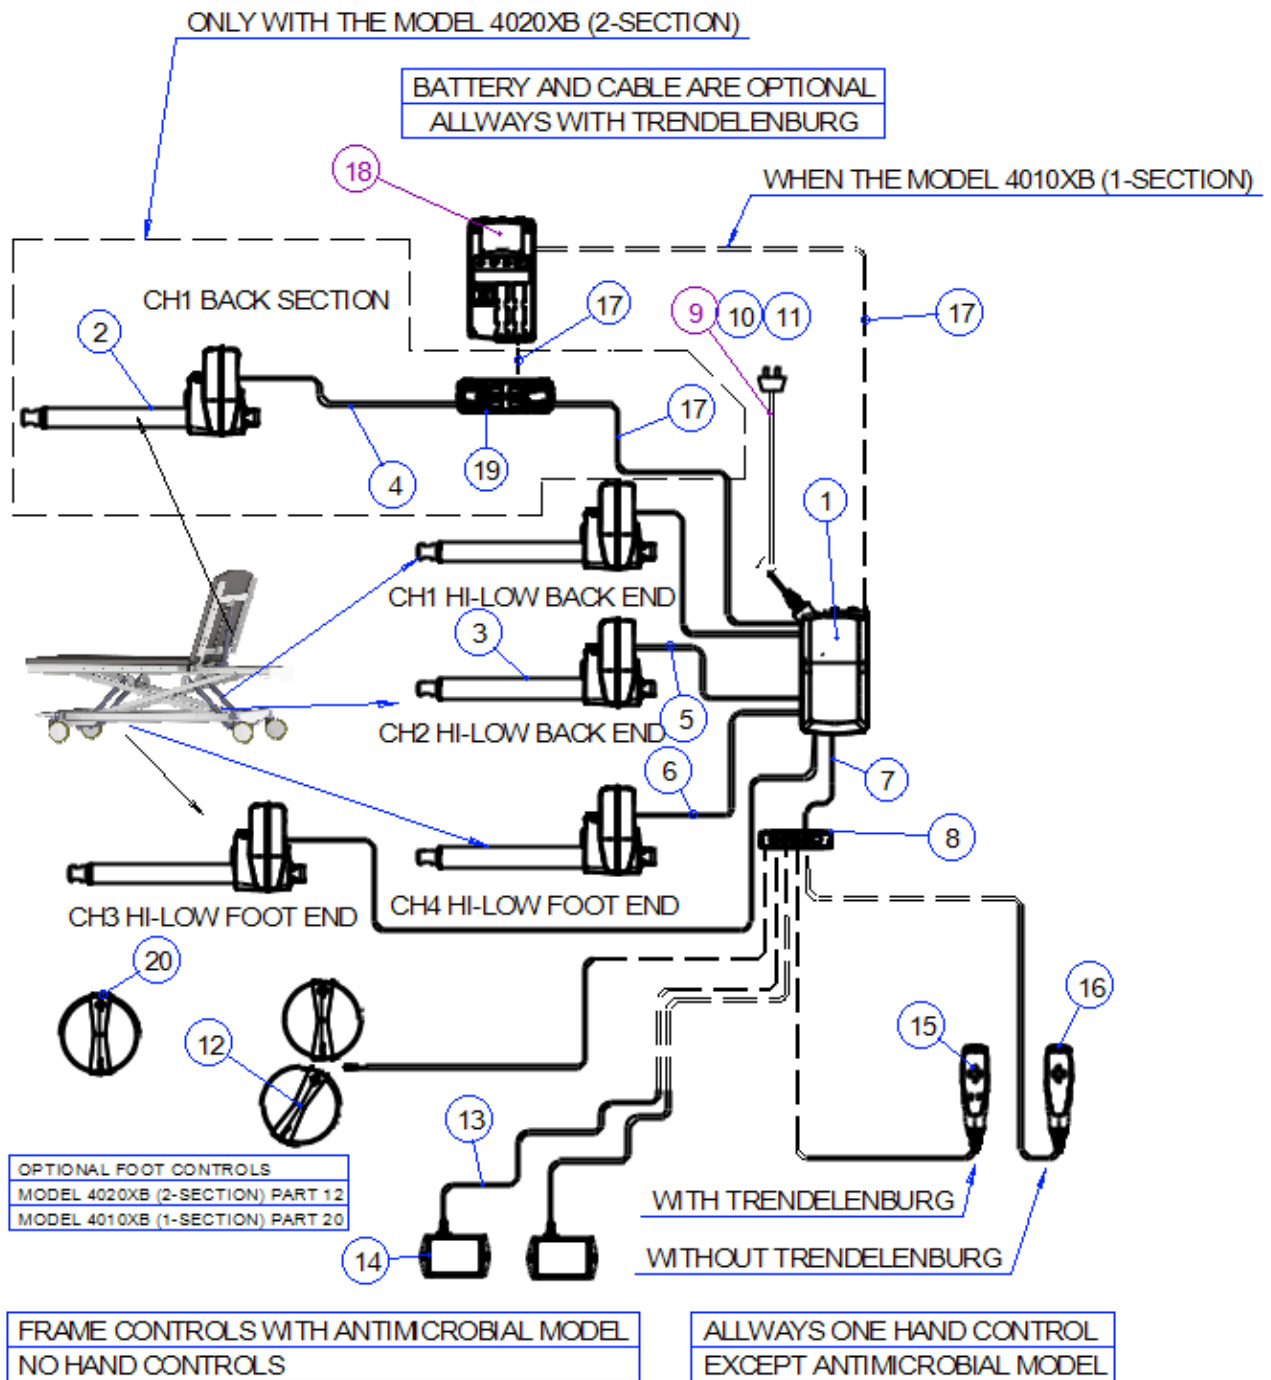 ONLY WITH THE MODEL 4020XB (2-SECTION)
BATTERY AND CABLE ARE OPTIONAL
ALLWAYS WITH TRENDELENBURG
18
WHEN THE MODEL 4010XB (1-SECTION)
CH1 BACK SECTION
2
17
9
10
11
17
17
4
19
1
CH1 HI-LOW BACK END
3
5
CH2 HI-LOW BACK END
6
7
8
CH3 HI-LOW FOOT END
CH4 HI-LOW FOOT END
20
12
15
16
13
OPTIONAL FOOT CONTROLS
MODEL 4020XB (2-SECTION) PART 12
MODEL 4010XB (1-SECTION) PART 20
14
WITH TRENDELENBURG
WITHOUT TRENDELENBURG
FRAME CONTROLS WITH ANTIMICROBIAL MODEL
NO HAND CONTROLS
ALLWAYS ONE HAND CONTROL
EXCEPT ANTIMICROBIAL MODEL